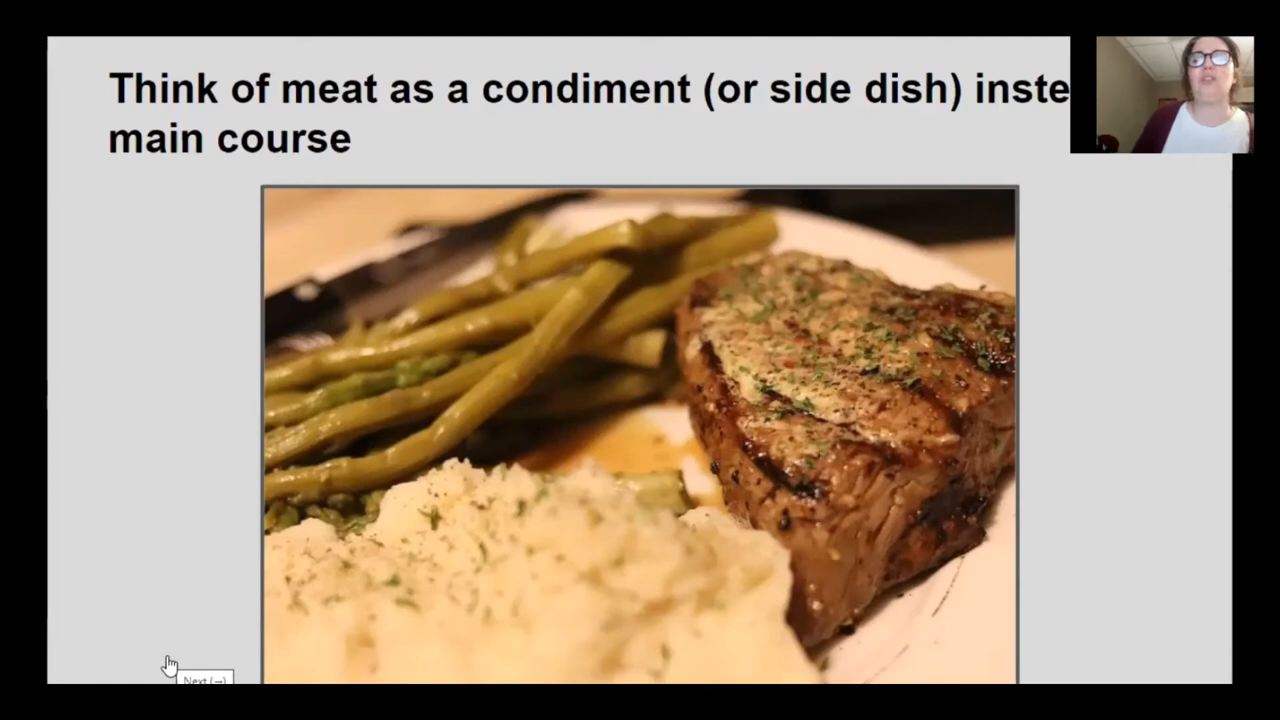 Think of meat as a condiment (or side dish) inste
main course
Next (→)